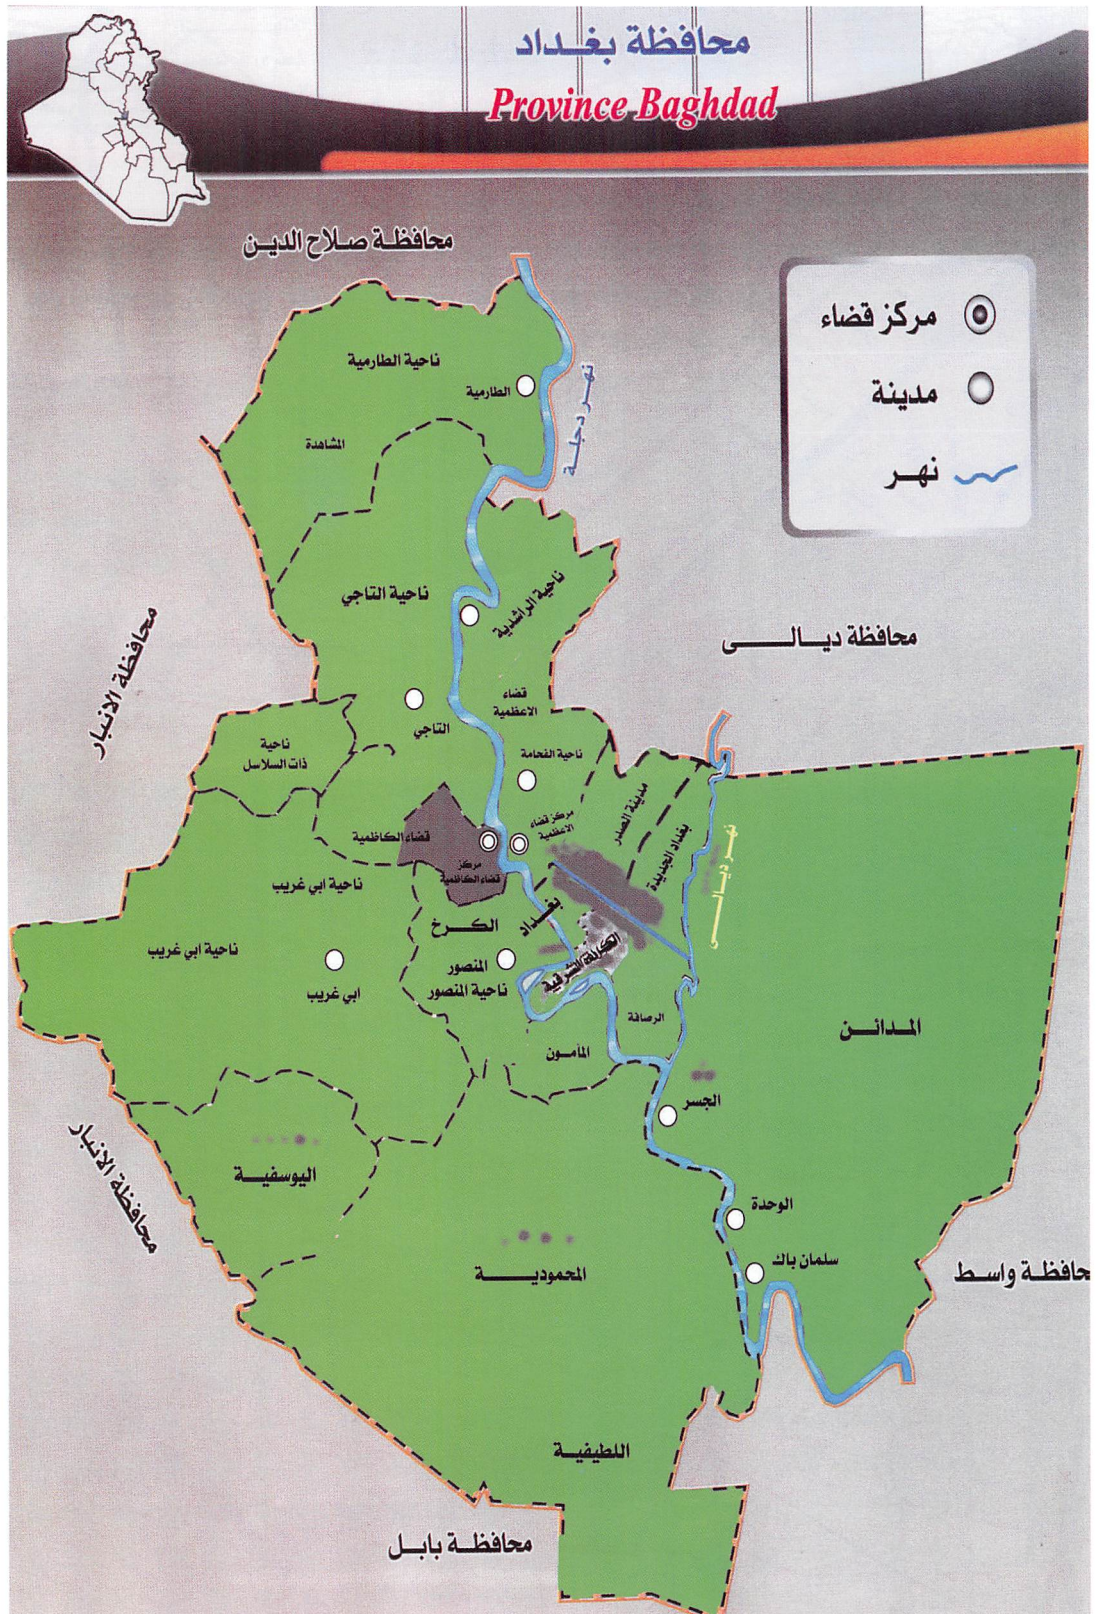 محافظة بغداد
Province Baghdad
محافظة صلاح الدين
مركز قضاء
مدينة
نهر
ناحية الطارمية
الطارمية
نهر دجلة
المشاهدة
ناحية الراشدية
ناحية التاجي
محافظة ديالى
محافظة الانبار
قضاء
الاعظمية
التاجي
ناحية
ذات السلاسل
ناحية الفحامة
مدينة الصدر
بغداد الجديدة
نهر ديالى
مركز قضاء
الاعظمية
قضاء الكاظمية
مركز
قضاء الكاظمية
ناحية ابي غريب
الكرخ
بغداد
ناحية ابي غريب
المنصور
ناحية المنصور
ابي غريب
الكرادة الشرقية
الرصافة
المدائن
المأمون
الجسر
محافظة الانبار
اليوسفية
الوحدة
سلمان باك
المحمودية
حافظة واسط
اللطيفية
محافظة بابل